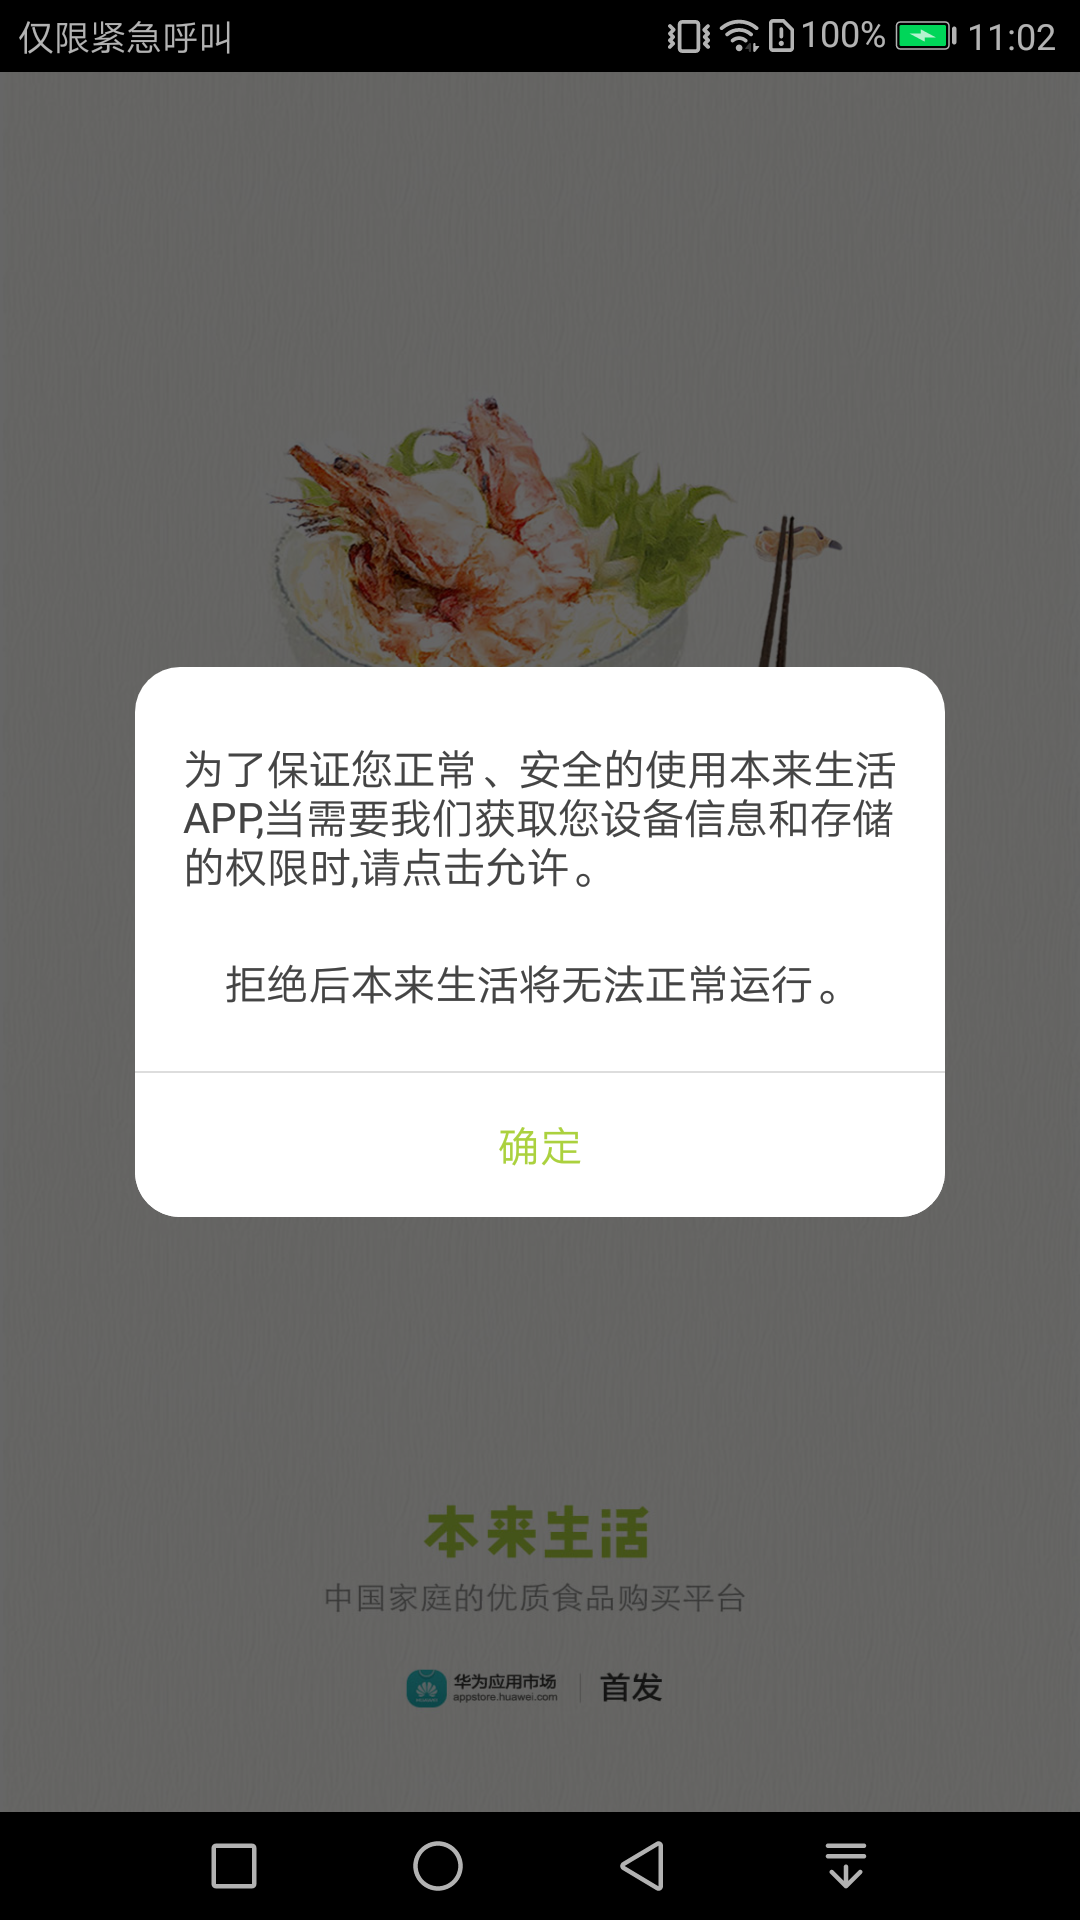 仅限紧急呼叫
100%
11:02
为了保证您正常、安全的使用本来生活
APP,当需要我们获取您设备信息和存储
的权限时,请点击允许。
拒绝后本来生活将无法正常运行。
确定
本来生活
中国家庭的优质食品购买平台
华为应用市场
appstore.huawei.com
首发